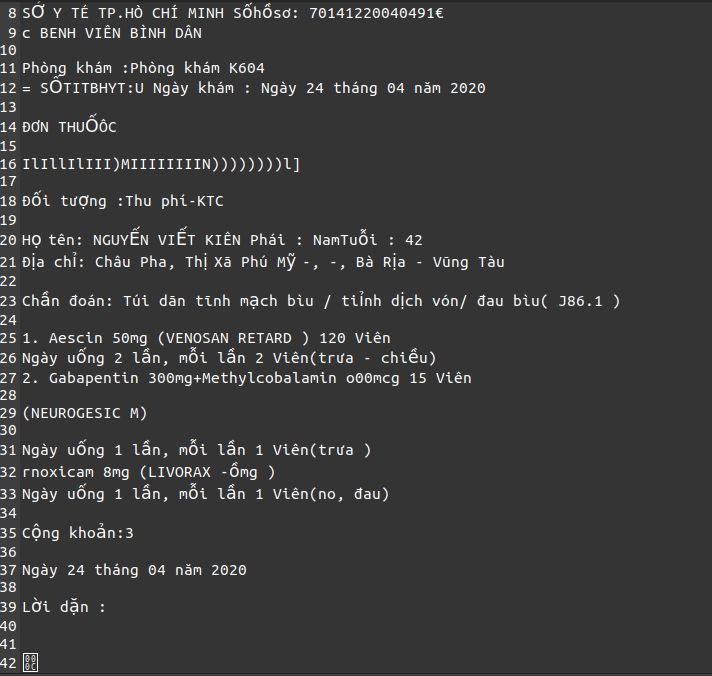 8 SỞ Y TÉ TP.HÒ CHÍ MINH Sốhồsơ: 70141220040491€
9 c BENH VIÊN BÌNH DÂN
10
11 Phòng khám :Phòng khám K604
12 = SỐTITBHYT:U Ngày khám : Ngày 24 tháng 04 năm 2020
13
14 ĐƠN THUỐÔC
15
16 IlIllIlIII)MIIIIIIIIN))))))))l]
17
18 Đối tượng :Thu phí-KTC
19
20 Họ tên: NGUYẾN VIẾT KIÊN Phái : NamTuỗi : 42
21 Địa chỉ: Châu Pha, Thị Xã Phú Mỹ -, -, Bà Rịa - Vũng Tàu
22
23 Chẩn đoán: Túi dãn tĩnh mạch bìu / tiỉnh dịch vón/ đau bìu( J86.1 )
24
25 1. Aescin 50mg (VENOSAN RETARD ) 120 Viên
26 Ngày uống 2 lần, mỗi lần 2 Viên(trưa - chiều)
27 2. Gabapentin 300mg+Methylcobalamin o00mcg 15 Viên
28
29 (NEUROGESIC M)
30
31 Ngày uống 1 lần, mỗi lần 1 Viên(trưa )
32 rnoxicam 8mg (LIVORAX -Ồmg )
33 Ngày uống 1 lần, mỗi lần 1 Viên(no, đau)
34
35 Cộng khoản:3
36
37 Ngày 24 tháng 04 năm 2020
38
39 Lời dặn :
40
41
42